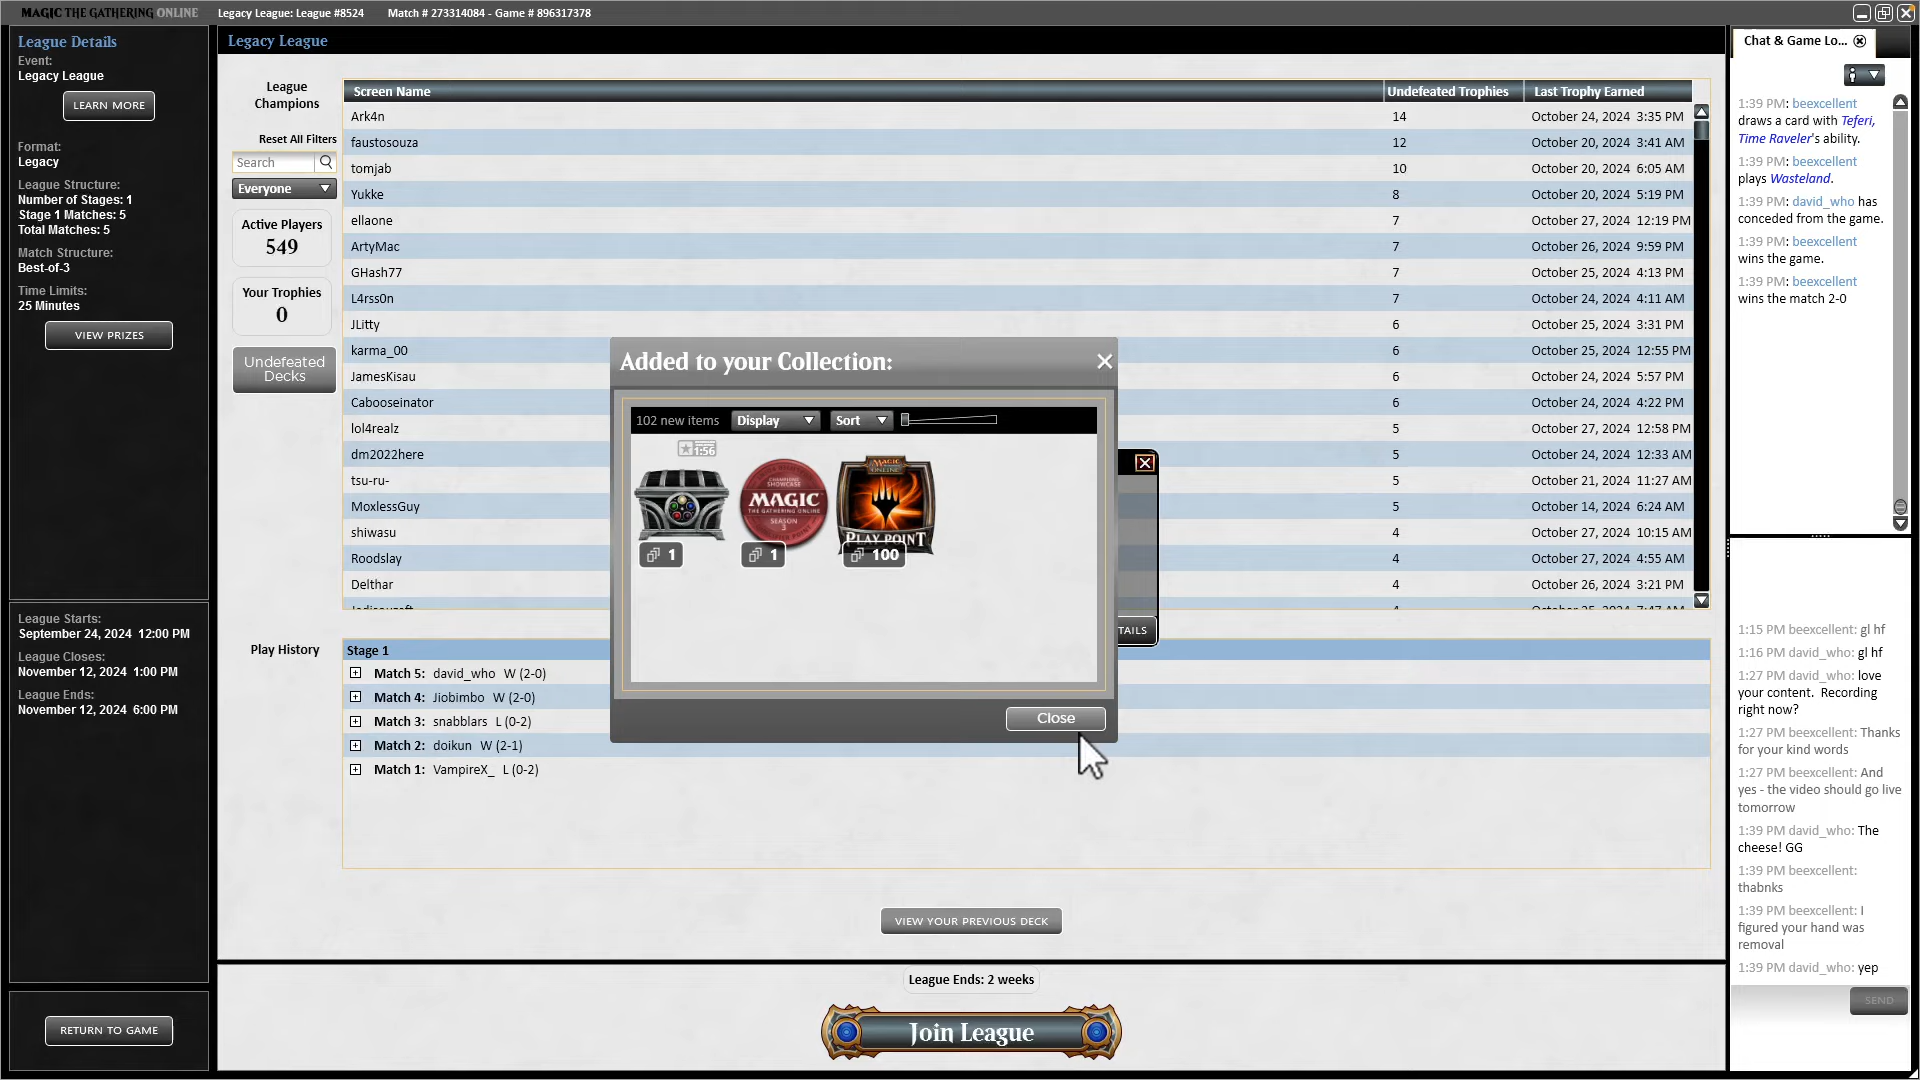 MAGIC THE GATHERING ONLINE
Legacy League: League #8524
Match # 273314084 - Game # 896317378
League Details
Event:
Legacy League
LEARN MORE
Format:
Legacy
League Structure:
Number of Stages: 1
Stage 1 Matches: 5
Total Matches: 5
Match Structure:
Best-of-3
Time Limits:
25 Minutes
VIEW PRIZES
League Starts:
September 24, 2024 12:00 PM
League Closes:
November 12, 2024 1:00 PM
League Ends:
November 12, 2024 6:00 PM
RETURN TO GAME
Legacy League
League
Champions
Reset All Filters
Search
Everyone
Active Players
549
Your Trophies
0
Undefeated
Decks
Screen Name Undefeated Trophies Last Trophy Earned
Ark4n 14 October 24, 2024 3:35 PM
faustosouza 12 October 20, 2024 3:41 AM
tomjab 10 October 20, 2024 6:05 AM
Yukke 8 October 20, 2024 5:19 PM
ellaone 7 October 27, 2024 12:19 PM
ArtyMac 7 October 26, 2024 9:59 PM
GHash77 7 October 25, 2024 4:13 PM
L4rss0n 7 October 24, 2024 4:11 AM
JLitty 6 October 25, 2024 3:31 PM
karma_00 6 October 25, 2024 12:55 PM
JamesKisau 6 October 24, 2024 5:57 PM
Cabooseinator 6 October 24, 2024 4:22 PM
lol4realz 5 October 27, 2024 12:58 PM
dm2022here 5 October 24, 2024 12:33 AM
tsu-ru- 5 October 21, 2024 11:27 AM
MoxlessGuy 5 October 14, 2024 6:24 AM
shiwasu 4 October 27, 2024 10:15 AM
Roodslay 4 October 27, 2024 4:55 AM
Delthar 4 October 26, 2024 3:21 PM
Added to your Collection:
102 new items Display Sort
1:56
MAGIC
THE GATHERING ONLINE
SEASON
3
MAGIC
ONLINE
PLAY POINT
1
1
100
Close
TAILS
Play History
Stage 1
Match 5: david_who W (2-0)
Match 4: Jiobimbo W (2-0)
Match 3: snabblars L (0-2)
Match 2: doikun W (2-1)
Match 1: VampireX_ L (0-2)
VIEW YOUR PREVIOUS DECK
League Ends: 2 weeks
Join League
Chat & Game Lo...
1:39 PM: beexcellent
draws a card with Teferi,
Time Raveler's ability.
1:39 PM: beexcellent
plays Wasteland.
1:39 PM: david_who has
conceded from the game.
1:39 PM: beexcellent
wins the game.
1:39 PM: beexcellent
wins the match 2-0
1:15 PM beexcellent: gl hf
1:16 PM david_who: gl hf
1:27 PM david_who: love
your content. Recording
right now?
1:27 PM beexcellent: Thanks
for your kind words
1:27 PM beexcellent: And
yes - the video should go live
tomorrow
1:39 PM david_who: The
cheese! GG
1:39 PM beexcellent:
thabnks
1:39 PM beexcellent: I
figured your hand was
removal
1:39 PM david_who: yep
SEND